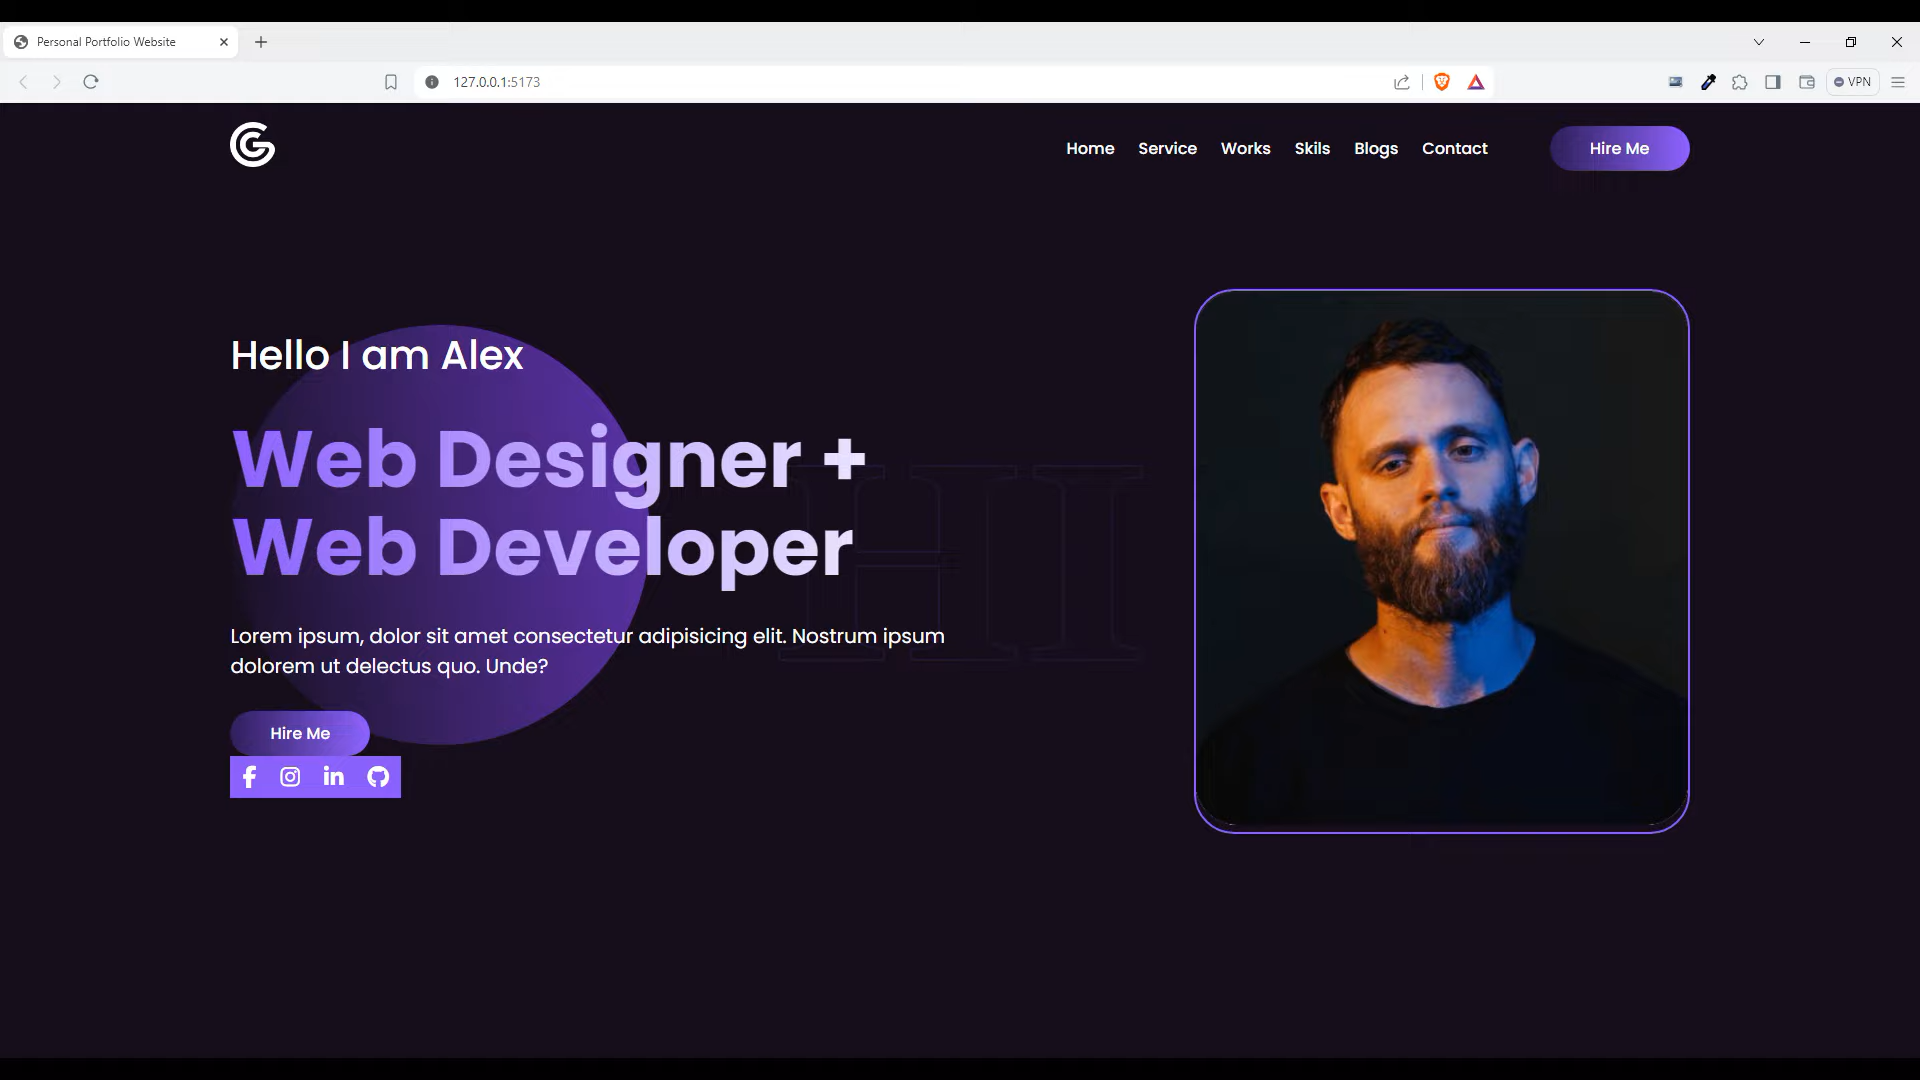 Personal Portfolio Website
127.0.0.1:5173
VPN
Home Service Works Skils Blogs Contact Hire Me
Hello I am Alex
HI
Web Designer +
Web Developer
Lorem ipsum, dolor sit amet consectetur adipisicing elit. Nostrum ipsum
dolorem ut delectus quo. Unde?
Hire Me